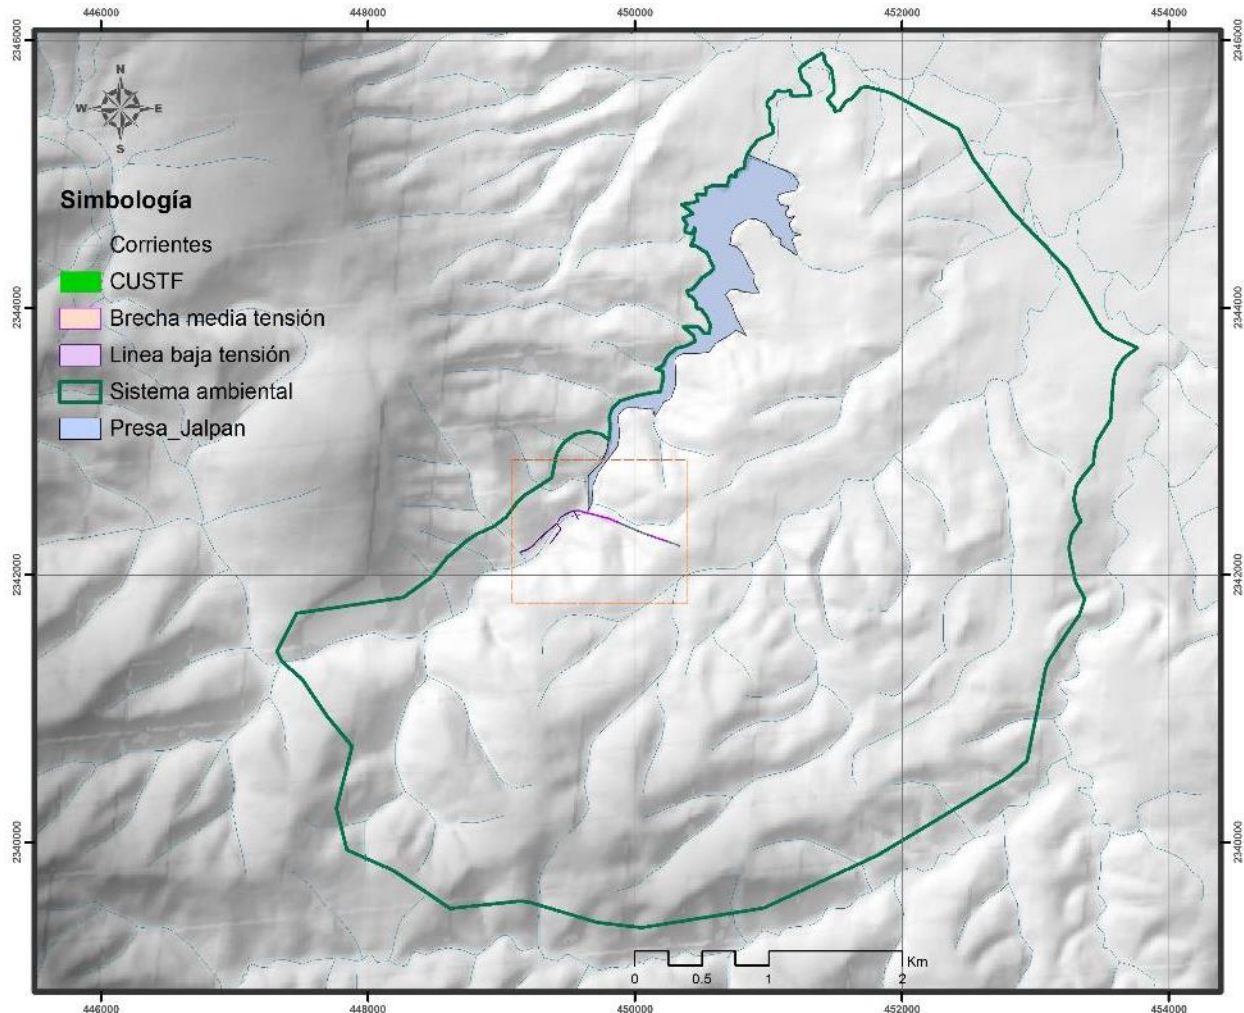 446000 448000 450000 452000 454000
2346000 2346000
N
W E
S
Simbología
Corrientes
CUSTF
Brecha media tensión
Linea baja tensión
Sistema ambiental
Presa_Jalpan
2344000 2344000
2342000 2342000
2340000 2340000
Km
0 0.5 1 2
446000 448000 450000 452000 454000